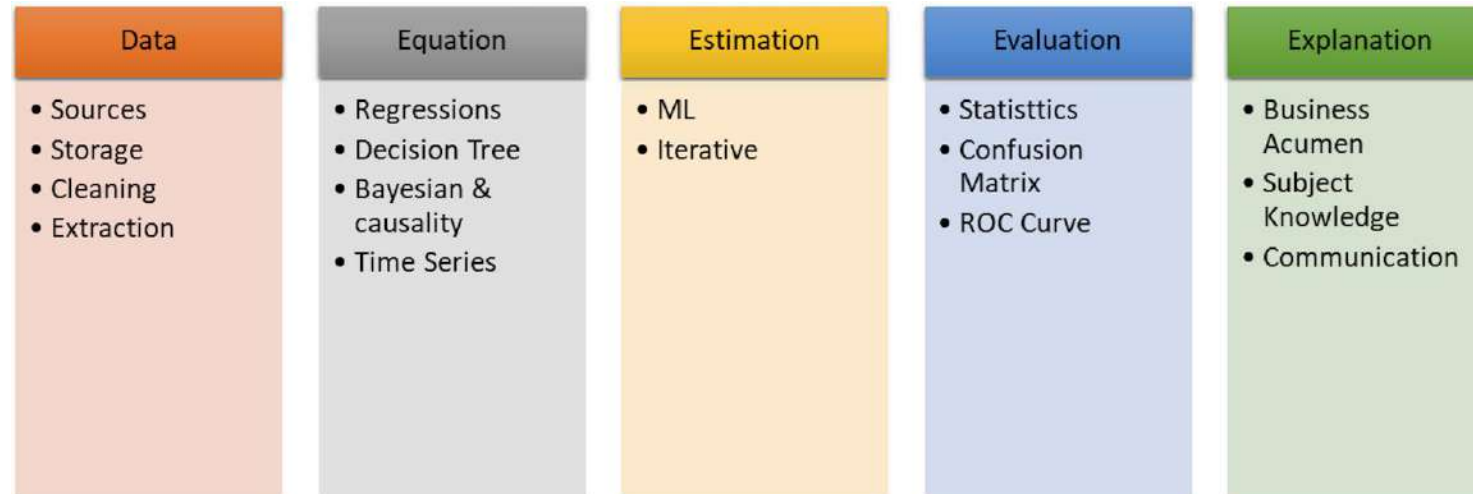 Data
• Sources
• Storage
• Cleaning
• Extraction
Equation
• Regressions
• Decision Tree
• Bayesian &
causality
• Time Series
Estimation
• ML
• Iterative
Evaluation
• Statisttics
• Confusion
Matrix
• ROC Curve
Explanation
• Business
Acumen
• Subject
Knowledge
• Communication